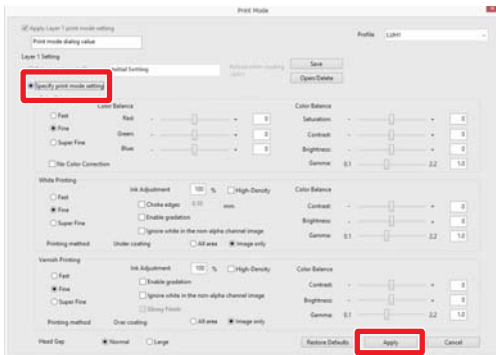 Print Mode
Apply Layer 1 print mode setting
Print mode dialog value
Profile LUH1
Layer 1 Setting
Initial Setting
Save
Open/Delete
Specify print mode setting
Color Balance
Color Balance
Fast
Red: - + 0
Saturation: - + 0
Fine
Green: - + 0
Contrast: - + 0
Super Fine
Blue: - + 0
Brightness: - + 0
No Color Correction
Gamma: 0.1 2.2 1.0
White Printing
Ink Adjustment 100 % High-Density
Color Balance
Fast
Choke edges 0.50 mm
Contrast: - + 0
Fine
Enable gradation
Brightness: - + 0
Super Fine
Ignore white in the non-alpha channel image
Gamma: 0.1 2.2 1.0
Printing method Under coating All area Image only
Varnish Printing
Ink Adjustment 100 % High-Density
Color Balance
Fast
Enable gradation
Contrast: - + 0
Fine
Ignore white in the non-alpha channel image
Brightness: - + 0
Super Fine
Glossy Finish
Gamma: 0.1 2.2 1.0
Printing method Over coating All area Image only
Head Gap Normal Large
Restore Defaults Apply Cancel